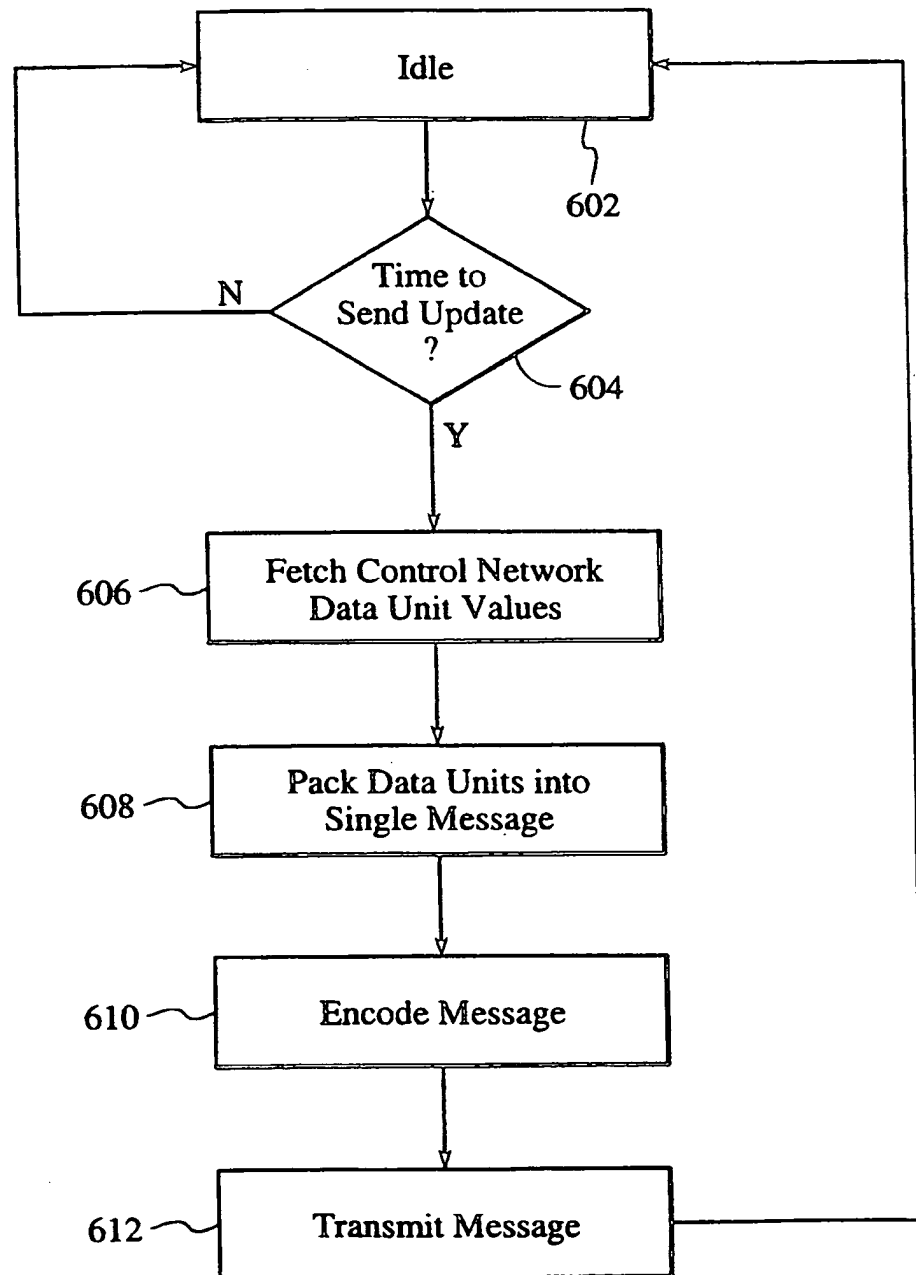 Idle
602
Time to
Send Update
?
N
604
Y
Fetch Control Network
Data Unit Values
606
Pack Data Units into
Single Message
608
Encode Message
610
Transmit Message
612